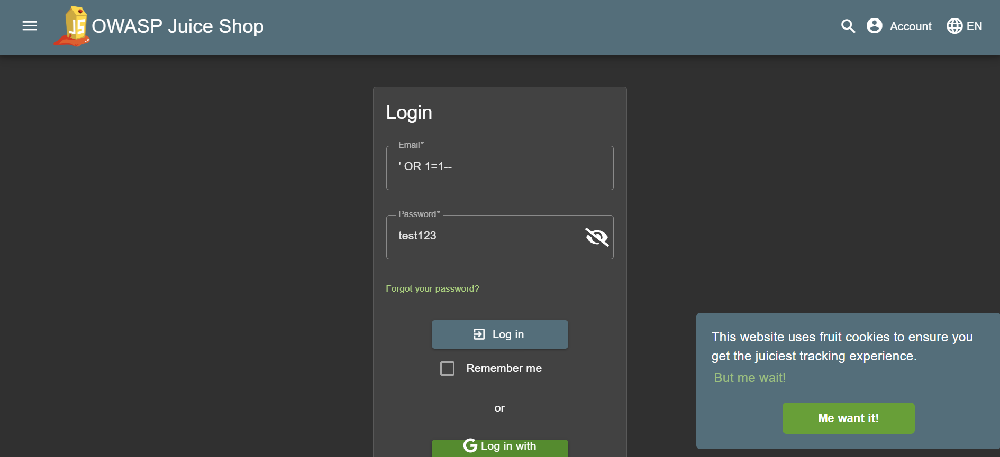 JS OWASP Juice Shop
Account
EN
Login
Email*
' OR 1=1--
Password*
test123
Forgot your password?
Log in
Remember me
or
G Log in with
This website uses fruit cookies to ensure you
get the juiciest tracking experience.
But me wait!
Me want it!